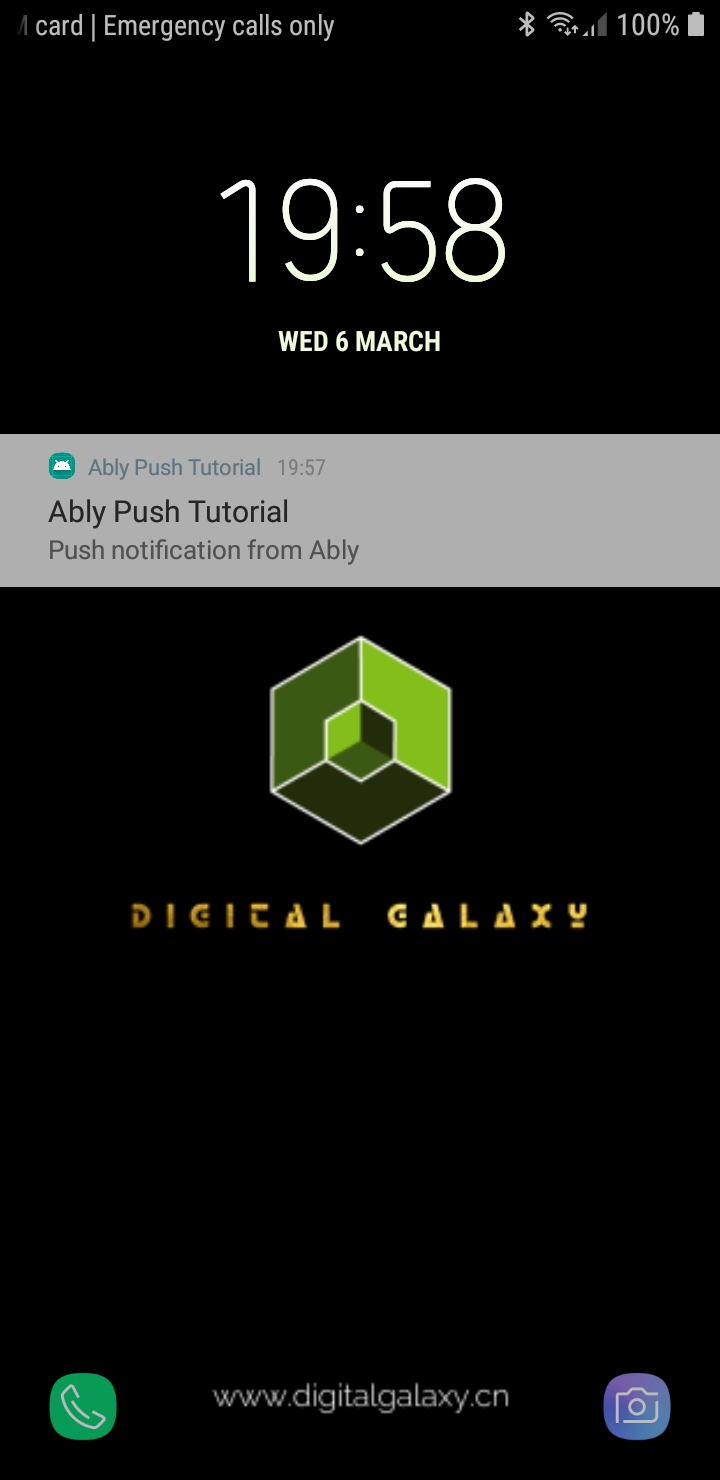 card | Emergency calls only
100%
19:58
WED 6 MARCH
Ably Push Tutorial 19:57
Ably Push Tutorial
Push notification from Ably
DIGITAL GALAXY
www.digitalgalaxy.cn